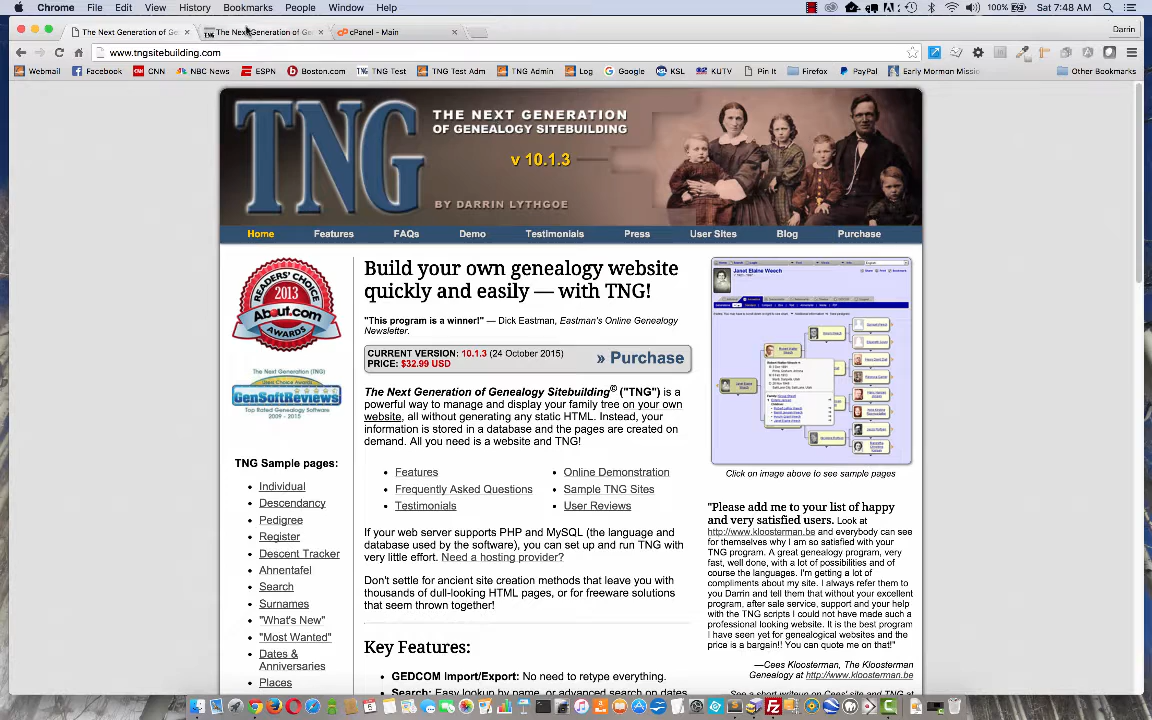 Chrome File Edit View History Bookmarks People Window Help 100% Sat 7:48 AM
The Next Generation of Ge The Next Generation of Gen cPanel - Main Darrin
www.tngsitebuilding.com
Webmail Facebook CNN NBC News ESPN Boston.com TNG Test TNG Test Adm TNG Admin Log Google KSL KUTV Pin It Firefox PayPal Early Mormon Missi Other Bookmarks
TNG
THE NEXT GENERATION
OF GENEALOGY SITEBUILDING
v 10.1.3
BY DARRIN LYTHGOE
Home Features FAQs Demo Testimonials Press User Sites Blog Purchase
READERS' CHOICE
2013
About.com
AWARDS
The Next Generation (TNG)
Users Choice Awards
GenSoftReviews
Top Rated Genealogy Software
2009 - 2015
TNG Sample pages:
• Individual
• Descendancy
• Pedigree
• Register
• Descent Tracker
• Ahnentafel
• Search
• Surnames
• "What's New"
• "Most Wanted"
• Dates &
Anniversaries
• Places
Build your own genealogy website
quickly and easily — with TNG!
"This program is a winner!" — Dick Eastman, Eastman's Online Genealogy
Newsletter.
CURRENT VERSION: 10.1.3 (24 October 2015)
PRICE: $32.99 USD
» Purchase
The Next Generation of Genealogy Sitebuilding© ("TNG") is a
powerful way to manage and display your family tree on your own
website, all without generating any static HTML. Instead, your
information is stored in a database and the pages are created on
demand. All you need is a website and TNG!
• Features
• Frequently Asked Questions
• Testimonials
• Online Demonstration
• Sample TNG Sites
• User Reviews
If your web server supports PHP and MySQL (the language and
database used by the software), you can set up and run TNG with
very little effort. Need a hosting provider?
Don't settle for ancient site creation methods that leave you with
thousands of dull-looking HTML pages, or for freeware solutions
that seem thrown together!
Key Features:
• GEDCOM Import/Export: No need to retype everything.
• Search: Easy lookup by name, or advanced search on dates,
Janet Elaine Weech
Click on image above to see sample pages
"Please add me to your list of happy
and very satisfied users. Look at
http://www.kloosterman.be and everybody can see
for themselves why I am so satisfied with your
TNG program. A great genealogy program, very
fast, well done, with a lot of possibilities and of
course the languages. I'm getting a lot of
compliments about my site. I always refer them to
you Darrin and tell them that without your excellent
program, after sale service, support and your help
with the TNG scripts I could not have made such a
professional looking website. It is the best program
I have seen yet for genealogical websites and the
price is a bargain!! You can quote me on that!"
—Cees Kloosterman, The Kloosterman
Genealogy at http://www.kloosterman.be
See a short writeup on Cees' site and TNG at